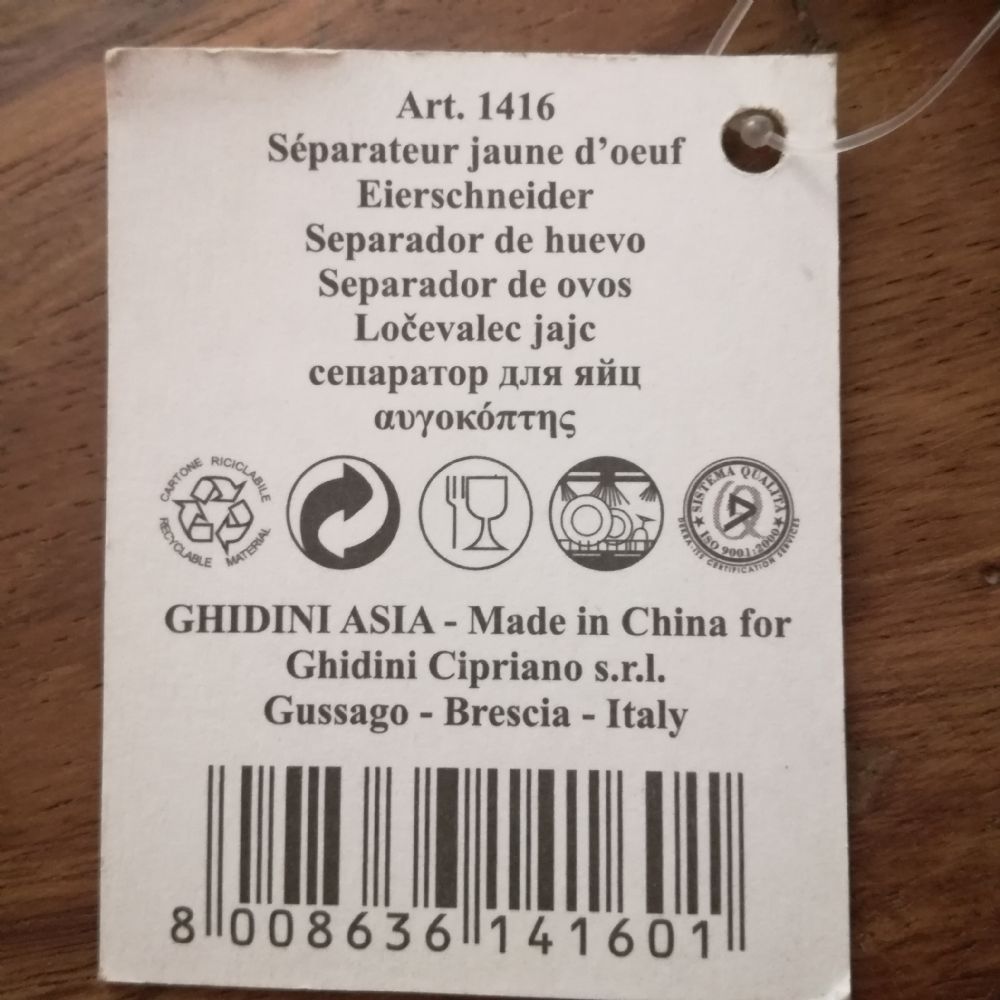 Art. 1416
Séparateur jaune d'oeuf
Eierschneider
Separador de huevo
Separador de ovos
Ločevalec jajc
сепаратор для яйц
αυγοκόπτης
CARTONE RICICLABILE
RECYCLABLE MATERIAL
SISTEMA QUALITÀ
ISO 9001:2000
CERTIFICATION SERVICES
GHIDINI ASIA - Made in China for
Ghidini Cipriano s.r.l.
Gussago - Brescia - Italy
8 008636 141601